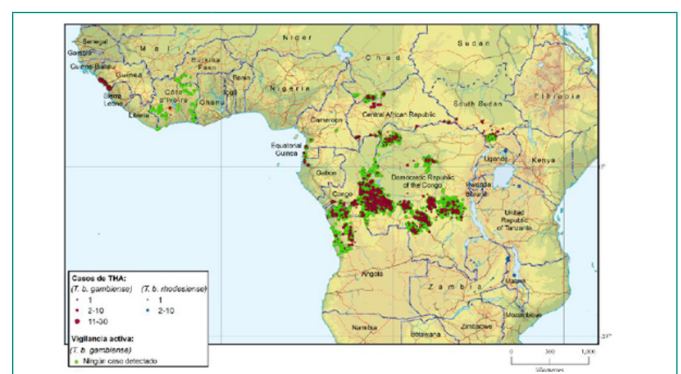 Niger
Senegal
Mali
Chad
Sudan
Gambia
Guinea-Bissau
Guinea
Burkina
Faso
Benin
Nigeria
Ethiopia
Sierra
Leone
Côte
d'Ivoire
Togo
Ghana
Liberia
Central African Republic
South Sudan
Cameroon
Equatorial
Guinea
Uganda
Kenya
Gabon
Congo
Democratic Republic
of the Congo
Rwanda
Burundi
United
Republic
of Tanzania
Angola
Zambia
Malawi
Mozambique
Namibia
Botswana
Zimbabwe
Casos de THA:
(T. b. gambiense) (T. b. rhodesiense)
1 1
2-10 2-10
11-30
Vigilancia activa:
(T. b. gambiense)
Ningún caso detectado
0 500 1,000